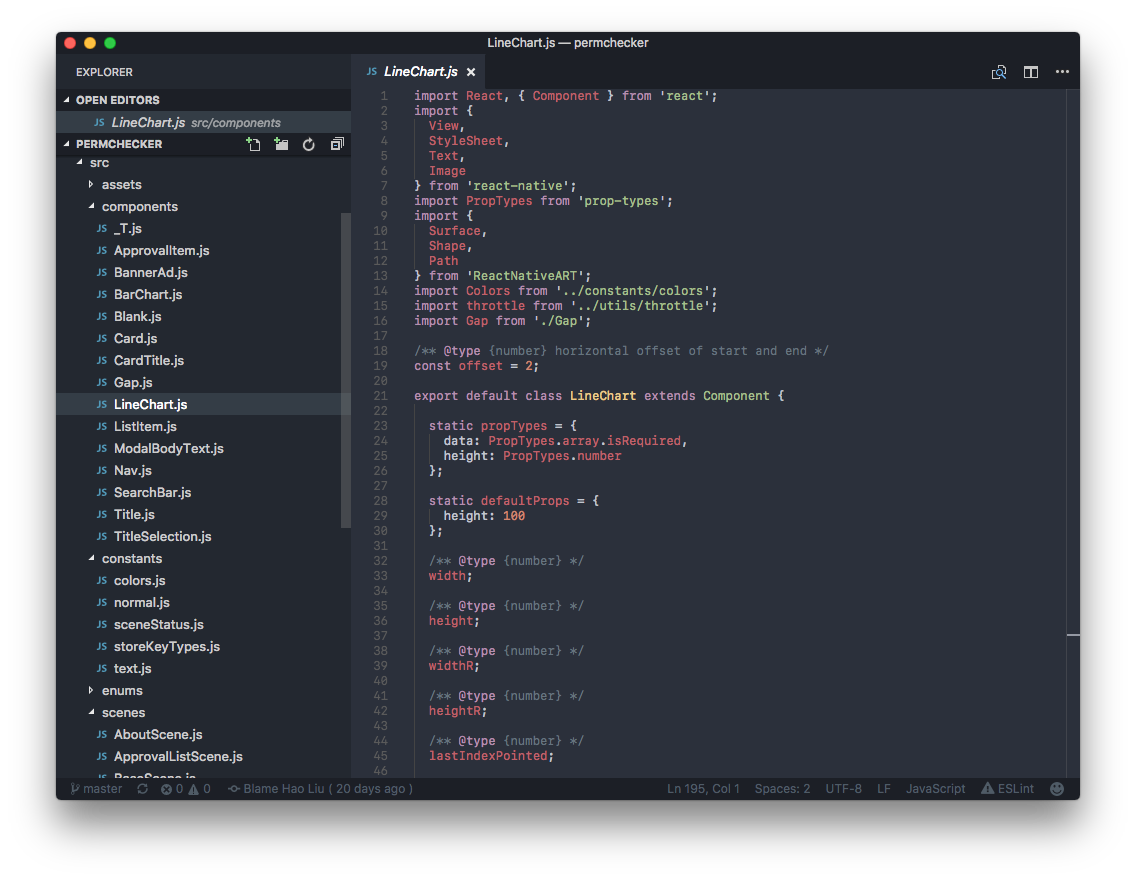 LineChart.js — permchecker
EXPLORER
OPEN EDITORS
JS LineChart.js src/components
PERMCHECKER
src
assets
components
JS _T.js
JS ApprovalItem.js
JS BannerAd.js
JS BarChart.js
JS Blank.js
JS Card.js
JS CardTitle.js
JS Gap.js
JS LineChart.js
JS ListItem.js
JS ModalBodyText.js
JS Nav.js
JS SearchBar.js
JS Title.js
JS TitleSelection.js
constants
JS colors.js
JS normal.js
JS sceneStatus.js
JS storeKeyTypes.js
JS text.js
enums
scenes
JS AboutScene.js
JS ApprovalListScene.js
JS BaseScene.js
JS LineChart.js ×
1 import React, { Component } from 'react';
2 import {
3 View,
4 StyleSheet,
5 Text,
6 Image
7 } from 'react-native';
8 import PropTypes from 'prop-types';
9 import {
10 Surface,
11 Shape,
12 Path
13 } from 'ReactNativeART';
14 import Colors from '../constants/colors';
15 import throttle from '../utils/throttle';
16 import Gap from './Gap';
17
18 /** @type {number} horizontal offset of start and end */
19 const offset = 2;
20
21 export default class LineChart extends Component {
22
23 static propTypes = {
24 data: PropTypes.array.isRequired,
25 height: PropTypes.number
26 };
27
28 static defaultProps = {
29 height: 100
30 };
31
32 /** @type {number} */
33 width;
34
35 /** @type {number} */
36 height;
37
38 /** @type {number} */
39 widthR;
40
41 /** @type {number} */
42 heightR;
43
44 /** @type {number} */
45 lastIndexPointed;
46
master 0 0 Blame Hao Liu ( 20 days ago ) Ln 195, Col 1 Spaces: 2 UTF-8 LF JavaScript ESLint